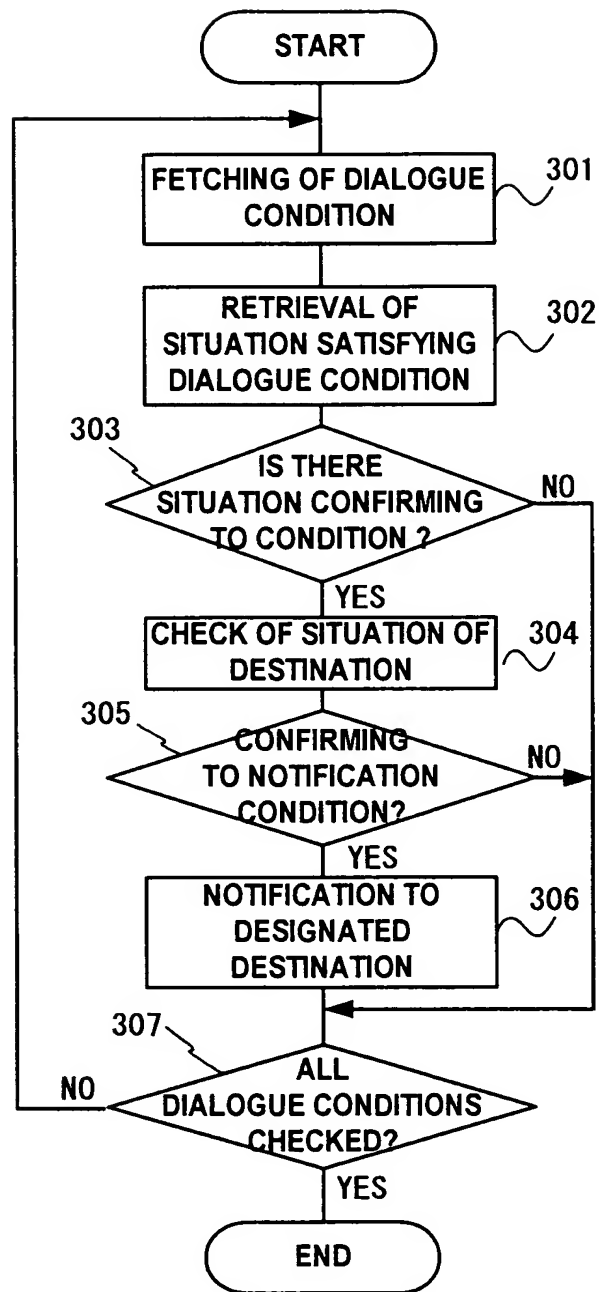 START
FETCHING OF DIALOGUE
CONDITION
301
RETRIEVAL OF
SITUATION SATISFYING
DIALOGUE CONDITION
302
303
IS THERE
SITUATION CONFIRMING
TO CONDITION ?
NO
YES
CHECK OF SITUATION OF
DESTINATION
304
305
CONFIRMING
TO NOTIFICATION
CONDITION?
NO
YES
NOTIFICATION TO
DESIGNATED
DESTINATION
306
307
ALL
DIALOGUE CONDITIONS
CHECKED?
NO
YES
END